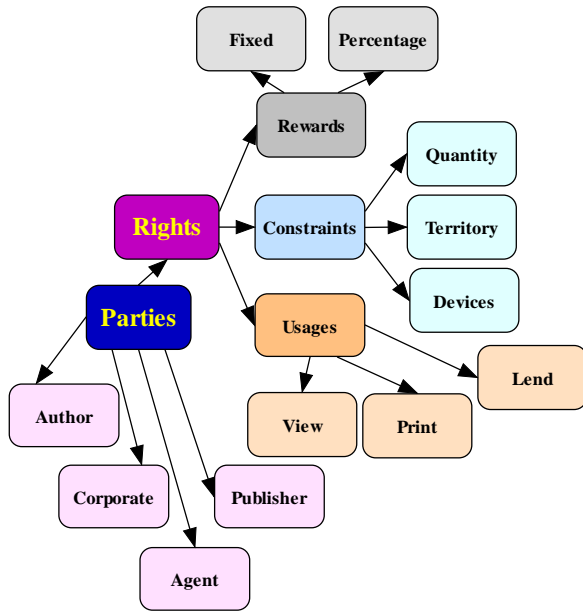 Fixed
Percentage
Rewards
Quantity
Rights
Constraints
Territory
Parties
Usages
Devices
Lend
Author
View
Print
Corporate
Publisher
Agent